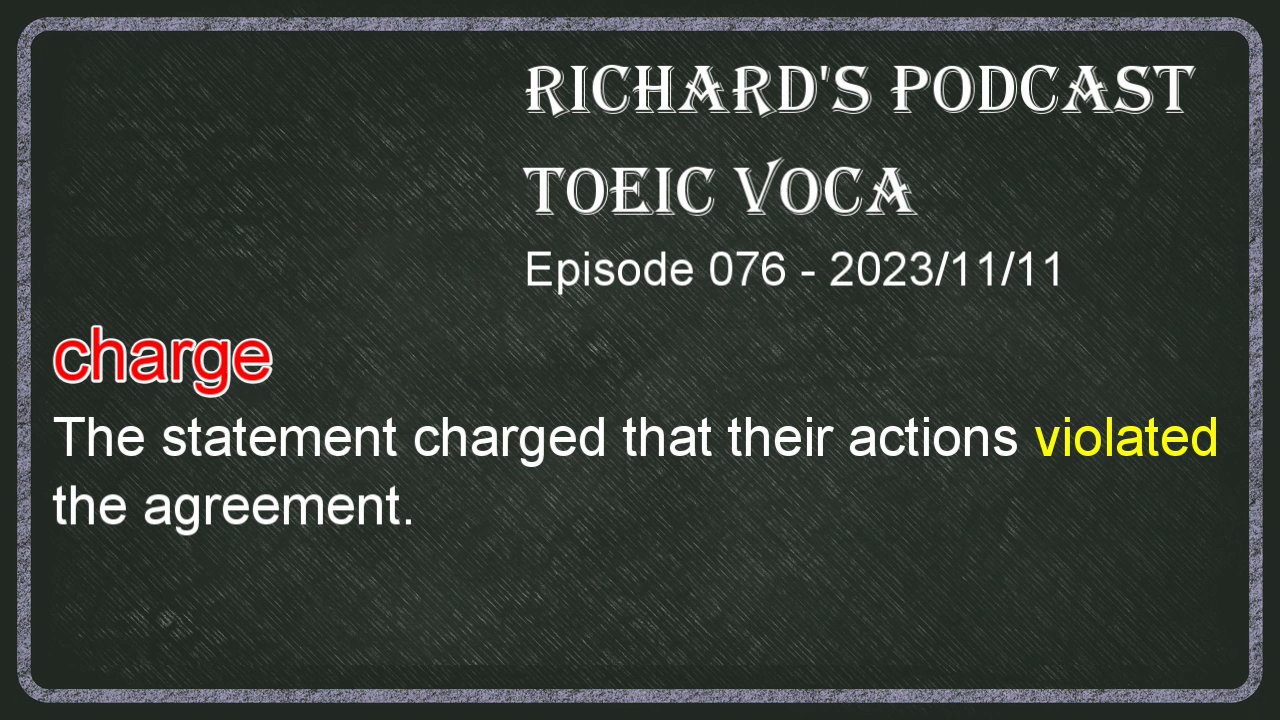 RICHARD'S PODCAST
TOEIC VOCA
Episode 076 - 2023/11/11
charge
The statement charged that their actions violated
the agreement.